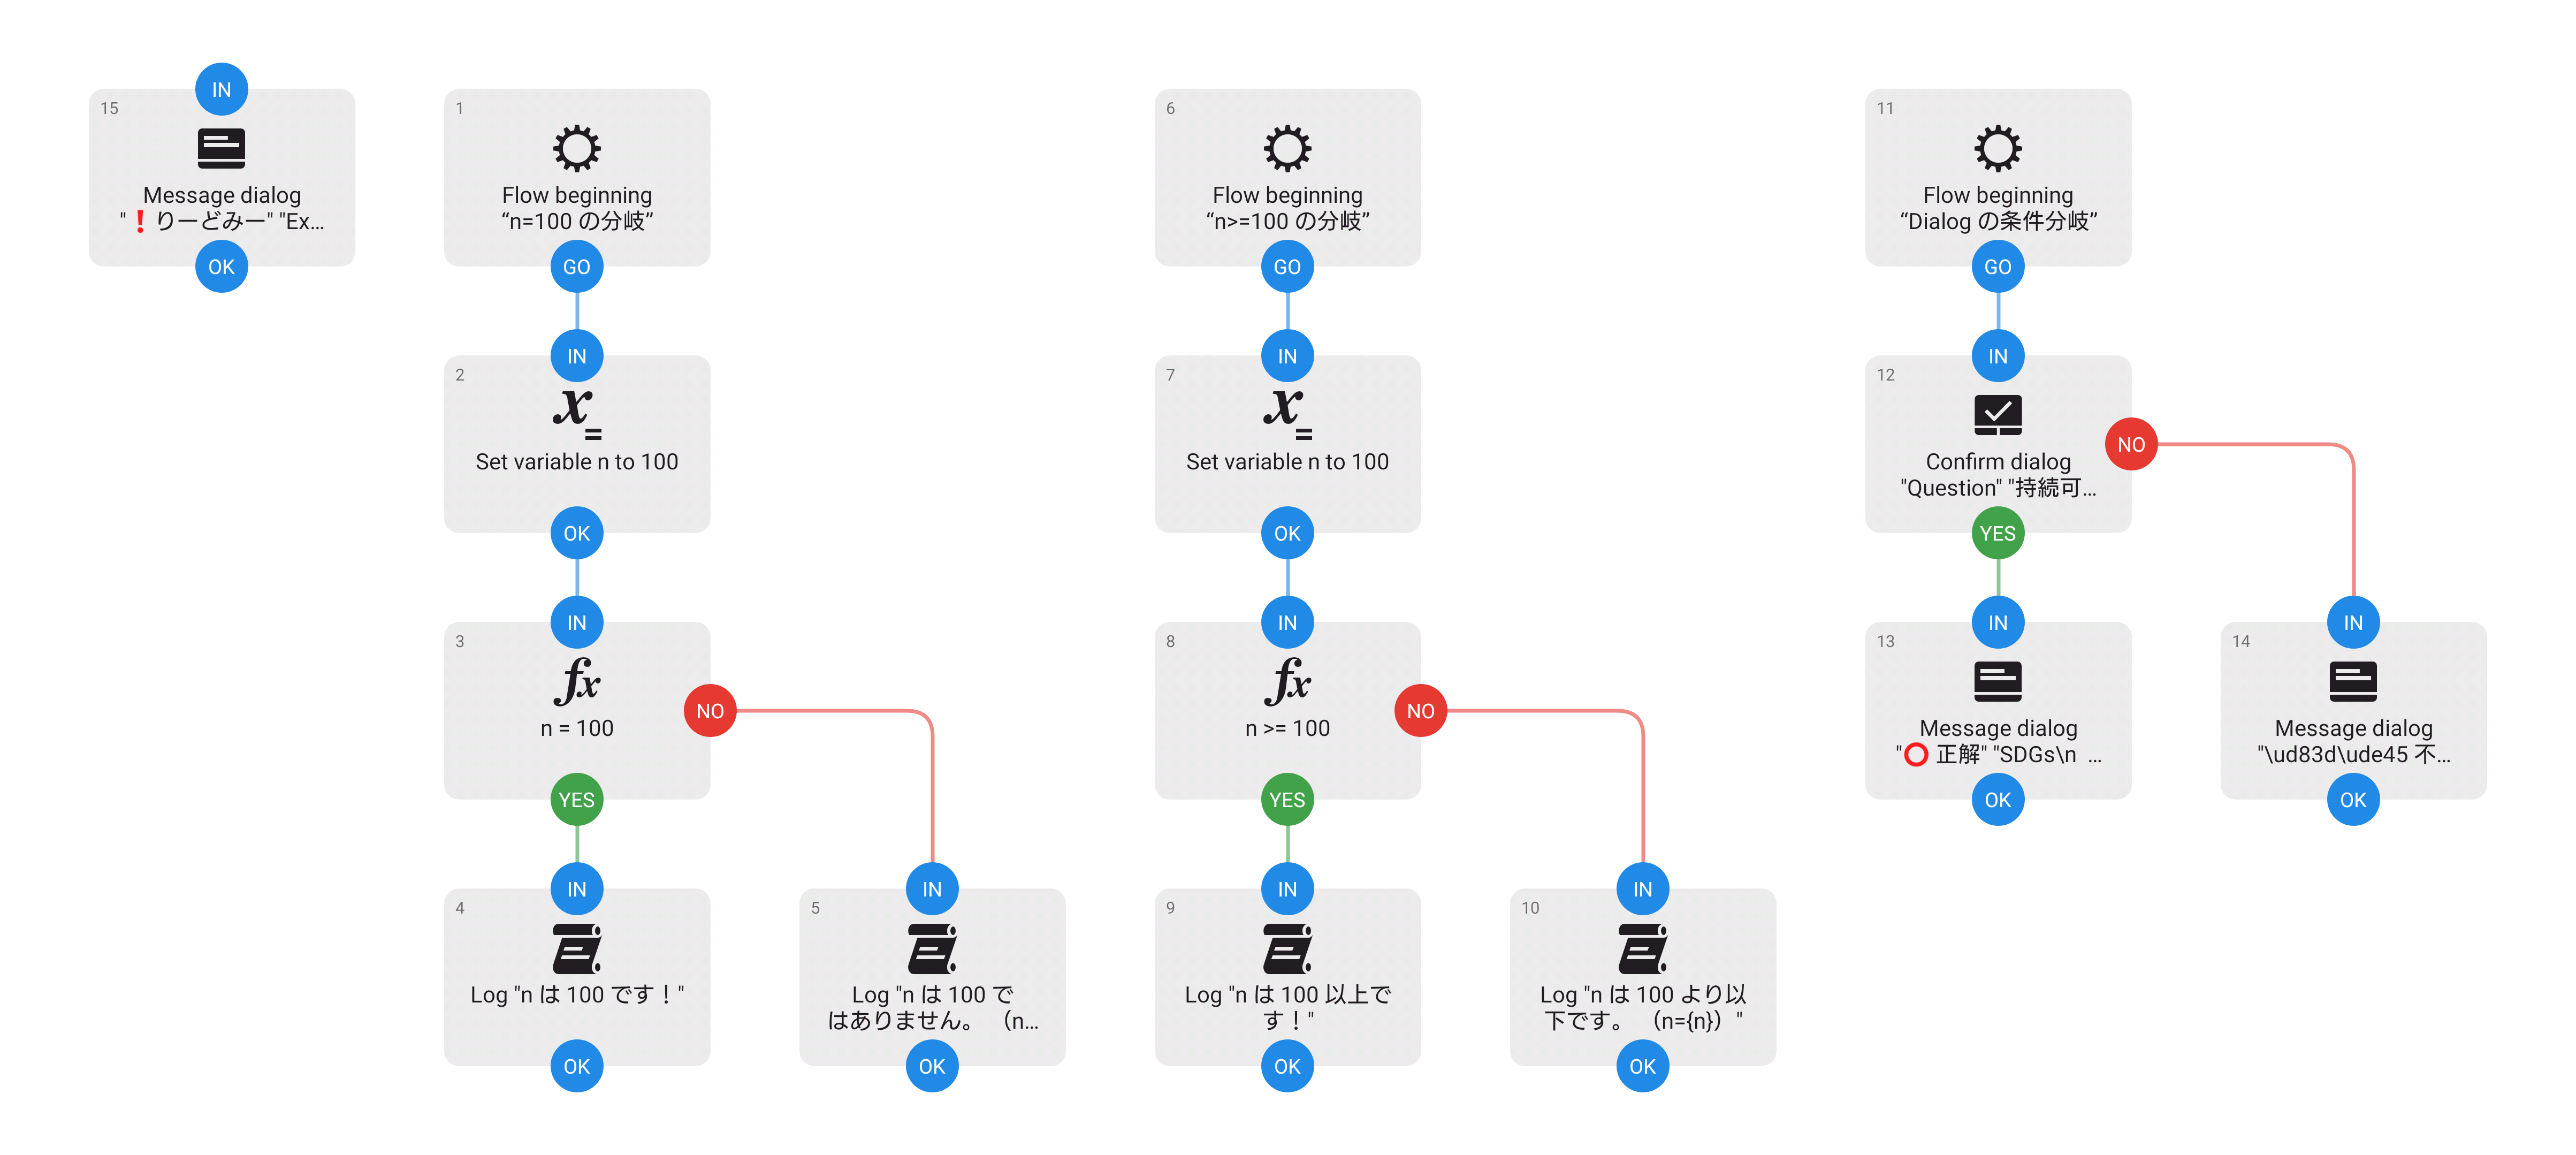 15
IN
Message dialog
"❗りーどみー" "Ex…
OK
1
Flow beginning
“n=100 の分岐”
GO
IN
2
x=
Set variable n to 100
OK
IN
3
fx
n = 100
NO
YES
IN
4
Log "n は 100 です！"
OK
IN
5
Log "n は 100 で
はありません。 （n…
OK
6
Flow beginning
“n>=100 の分岐”
GO
IN
7
x=
Set variable n to 100
OK
IN
8
fx
n >= 100
NO
YES
IN
9
Log "n は 100 以上で
す！"
OK
IN
10
Log "n は 100 より以
下です。 （n={n}）"
OK
11
Flow beginning
“Dialog の条件分岐”
GO
IN
12
Confirm dialog
"Question" "持続可…
NO
YES
IN
13
Message dialog
"⭕ 正解" "SDGs\n …
OK
IN
14
Message dialog
"\ud83d\ude45 不…
OK